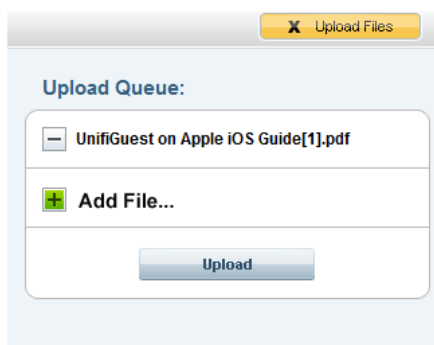 X Upload Files
Upload Queue:
UnifiGuest on Apple iOS Guide[1].pdf
Add File...
Upload